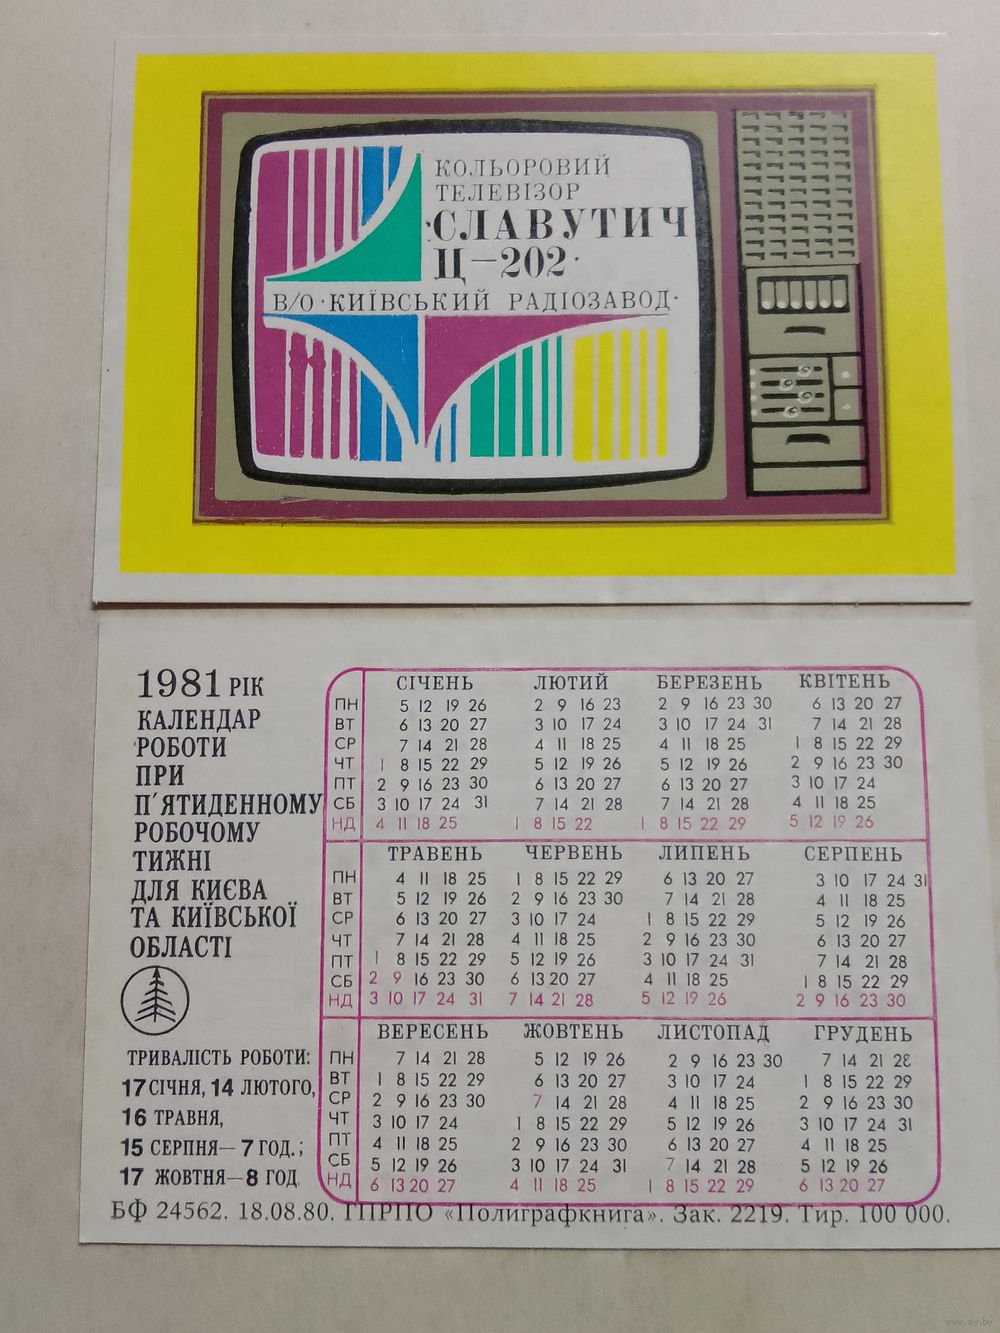 КОЛЬОРОВИЙ
ТЕЛЕВІЗОР
СЛАВУТИЧ
Ц—202
В/О · КИЇВСЬКИЙ РАДІОЗАВОД ·
1981 РІК
КАЛЕНДАР
РОБОТИ
ПРИ
П'ЯТИДЕННОМУ
РОБОЧОМУ
ТИЖНІ
ДЛЯ КИЄВА
ТА КИЇВСЬКОЇ
ОБЛАСТІ
ТРИВАЛІСТЬ РОБОТИ:
17 СІЧНЯ, 14 ЛЮТОГО,
16 ТРАВНЯ,
15 СЕРПНЯ— 7 ГОД.;
17 ЖОВТНЯ—8 ГОД.
СІЧЕНЬ ЛЮТИЙ БЕРЕЗЕНЬ КВІТЕНЬ
ПН 5 12 19 26 2 9 16 23 2 9 16 23 30 6 13 20 27
ВТ 6 13 20 27 3 10 17 24 3 10 17 24 31 7 14 21 28
СР 7 14 21 28 4 11 18 25 4 11 18 25 1 8 15 22 29
ЧТ 1 8 15 22 29 5 12 19 26 5 12 19 26 2 9 16 23 30
ПТ 2 9 16 23 30 6 13 20 27 6 13 20 27 3 10 17 24
СБ 3 10 17 24 31 7 14 21 28 7 14 21 28 4 11 18 25
НД 4 11 18 25 1 8 15 22 1 8 15 22 29 5 12 19 26
ТРАВЕНЬ ЧЕРВЕНЬ ЛИПЕНЬ СЕРПЕНЬ
ПН 4 11 18 25 1 8 15 22 29 6 13 20 27 3 10 17 24 31
ВТ 5 12 19 26 2 9 16 23 30 7 14 21 28 4 11 18 25
СР 6 13 20 27 3 10 17 24 1 8 15 22 29 5 12 19 26
ЧТ 7 14 21 28 4 11 18 25 2 9 16 23 30 6 13 20 27
ПТ 1 8 15 22 29 5 12 19 26 3 10 17 24 31 7 14 21 28
СБ 2 9 16 23 30 6 13 20 27 4 11 18 25 1 8 15 22 29
НД 3 10 17 24 31 7 14 21 28 5 12 19 26 2 9 16 23 30
ВЕРЕСЕНЬ ЖОВТЕНЬ ЛИСТОПАД ГРУДЕНЬ
ПН 7 14 21 28 5 12 19 26 2 9 16 23 30 7 14 21 28
ВТ 1 8 15 22 29 6 13 20 27 3 10 17 24 1 8 15 22 29
СР 2 9 16 23 30 7 14 21 28 4 11 18 25 2 9 16 23 30
ЧТ 3 10 17 24 1 8 15 22 29 5 12 19 26 3 10 17 24 31
ПТ 4 11 18 25 2 9 16 23 30 6 13 20 27 4 11 18 25
СБ 5 12 19 26 3 10 17 24 31 7 14 21 28 5 12 19 26
НД 6 13 20 27 4 11 18 25 1 8 15 22 29 6 13 20 27
БФ 24562. 18.08.80. ГПРПО «Полиграфкнига». Зак. 2219. Тир. 100 000.
www.ay.by